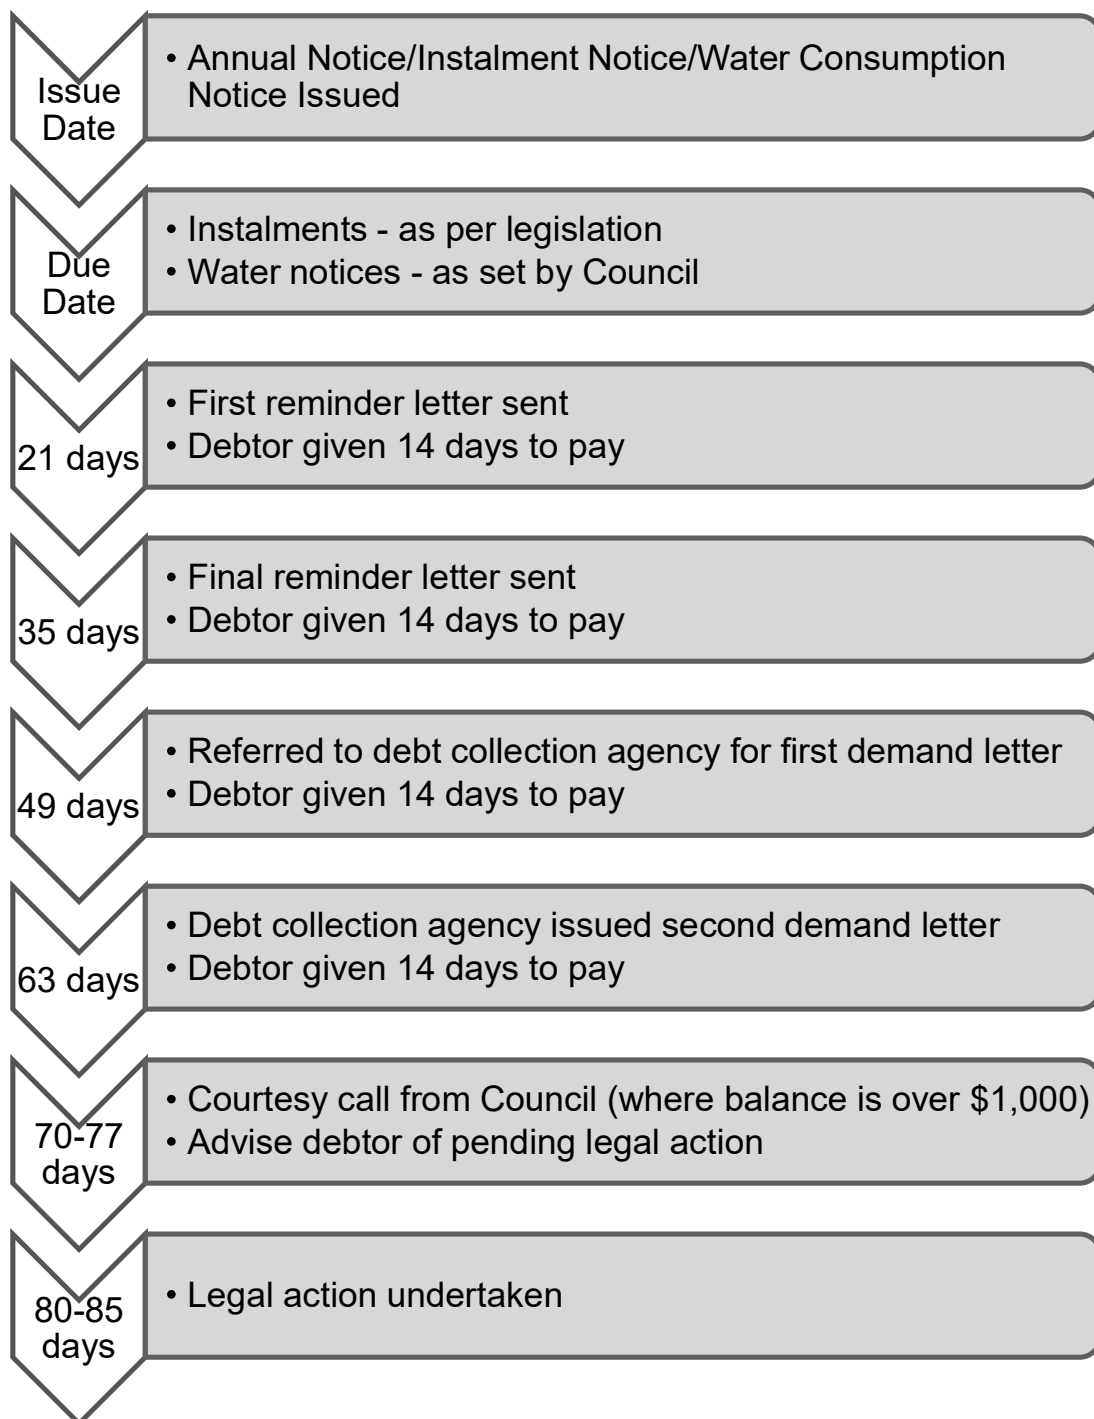 Issue
Date
• Annual Notice/Instalment Notice/Water Consumption
Notice Issued
Due
Date
• Instalments - as per legislation
• Water notices - as set by Council
21 days
• First reminder letter sent
• Debtor given 14 days to pay
35 days
• Final reminder letter sent
• Debtor given 14 days to pay
49 days
• Referred to debt collection agency for first demand letter
• Debtor given 14 days to pay
63 days
• Debt collection agency issued second demand letter
• Debtor given 14 days to pay
70-77
days
• Courtesy call from Council (where balance is over $1,000)
• Advise debtor of pending legal action
80-85
days
• Legal action undertaken